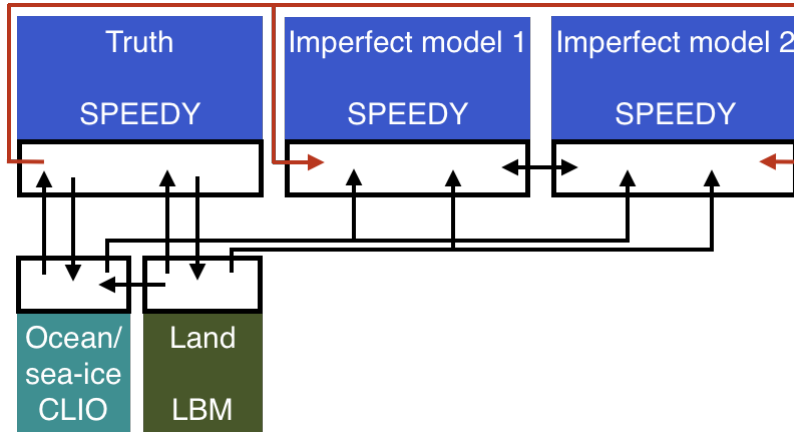 Truth
SPEEDY
Imperfect model 1
SPEEDY
Imperfect model 2
SPEEDY
Ocean/
sea-ice
CLIO
Land
LBM